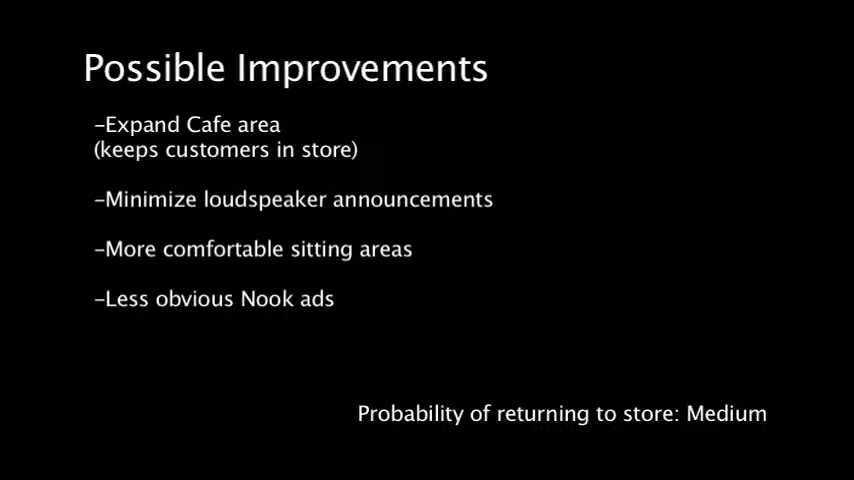 Possible Improvements
-Expand Cafe area
(keeps customers in store)
-Minimize loudspeaker announcements
-More comfortable sitting areas
-Less obvious Nook ads
Probability of returning to store: Medium